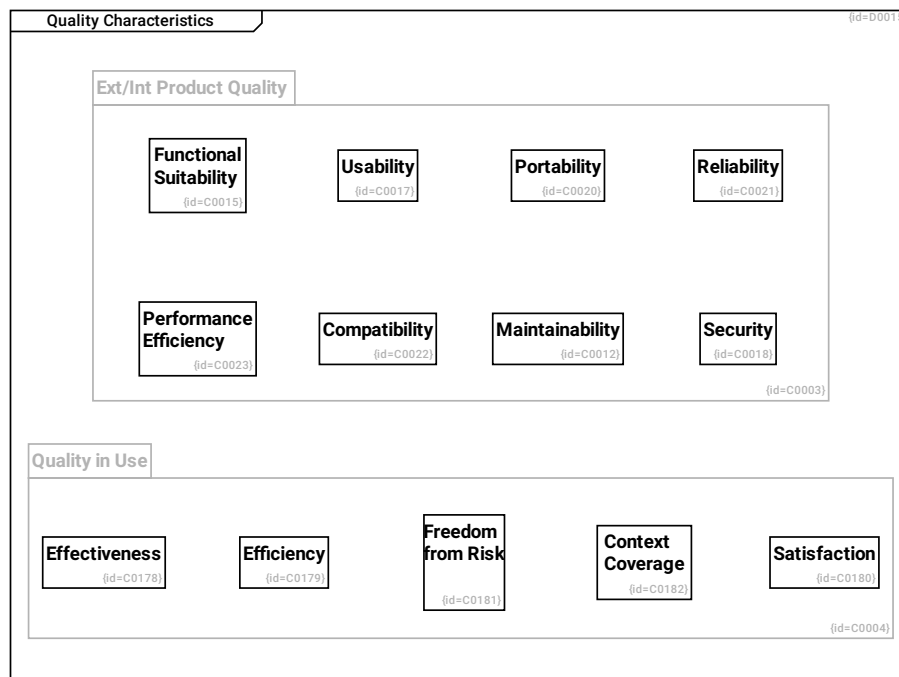 Quality Characteristics
{id=D0015
Ext/Int Product Quality
Functional
Suitability
{id=C0015}
Usability
{id=C0017}
Portability
{id=C0020}
Reliability
{id=C0021}
Performance
Efficiency
{id=C0023}
Compatibility
{id=C0022}
Maintainability
{id=C0012}
Security
{id=C0018}
{id=C0003}
Quality in Use
Effectiveness
{id=C0178}
Efficiency
{id=C0179}
Freedom
from Risk
{id=C0181}
Context
Coverage
{id=C0182}
Satisfaction
{id=C0180}
{id=C0004}